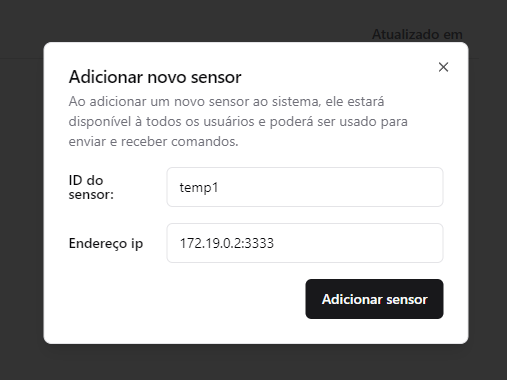 Atualizado em
Adicionar novo sensor
Ao adicionar um novo sensor ao sistema, ele estará
disponível à todos os usuários e poderá ser usado para
enviar e receber comandos.
ID do
sensor:
temp1
Endereço ip
172.19.0.2:3333
Adicionar sensor